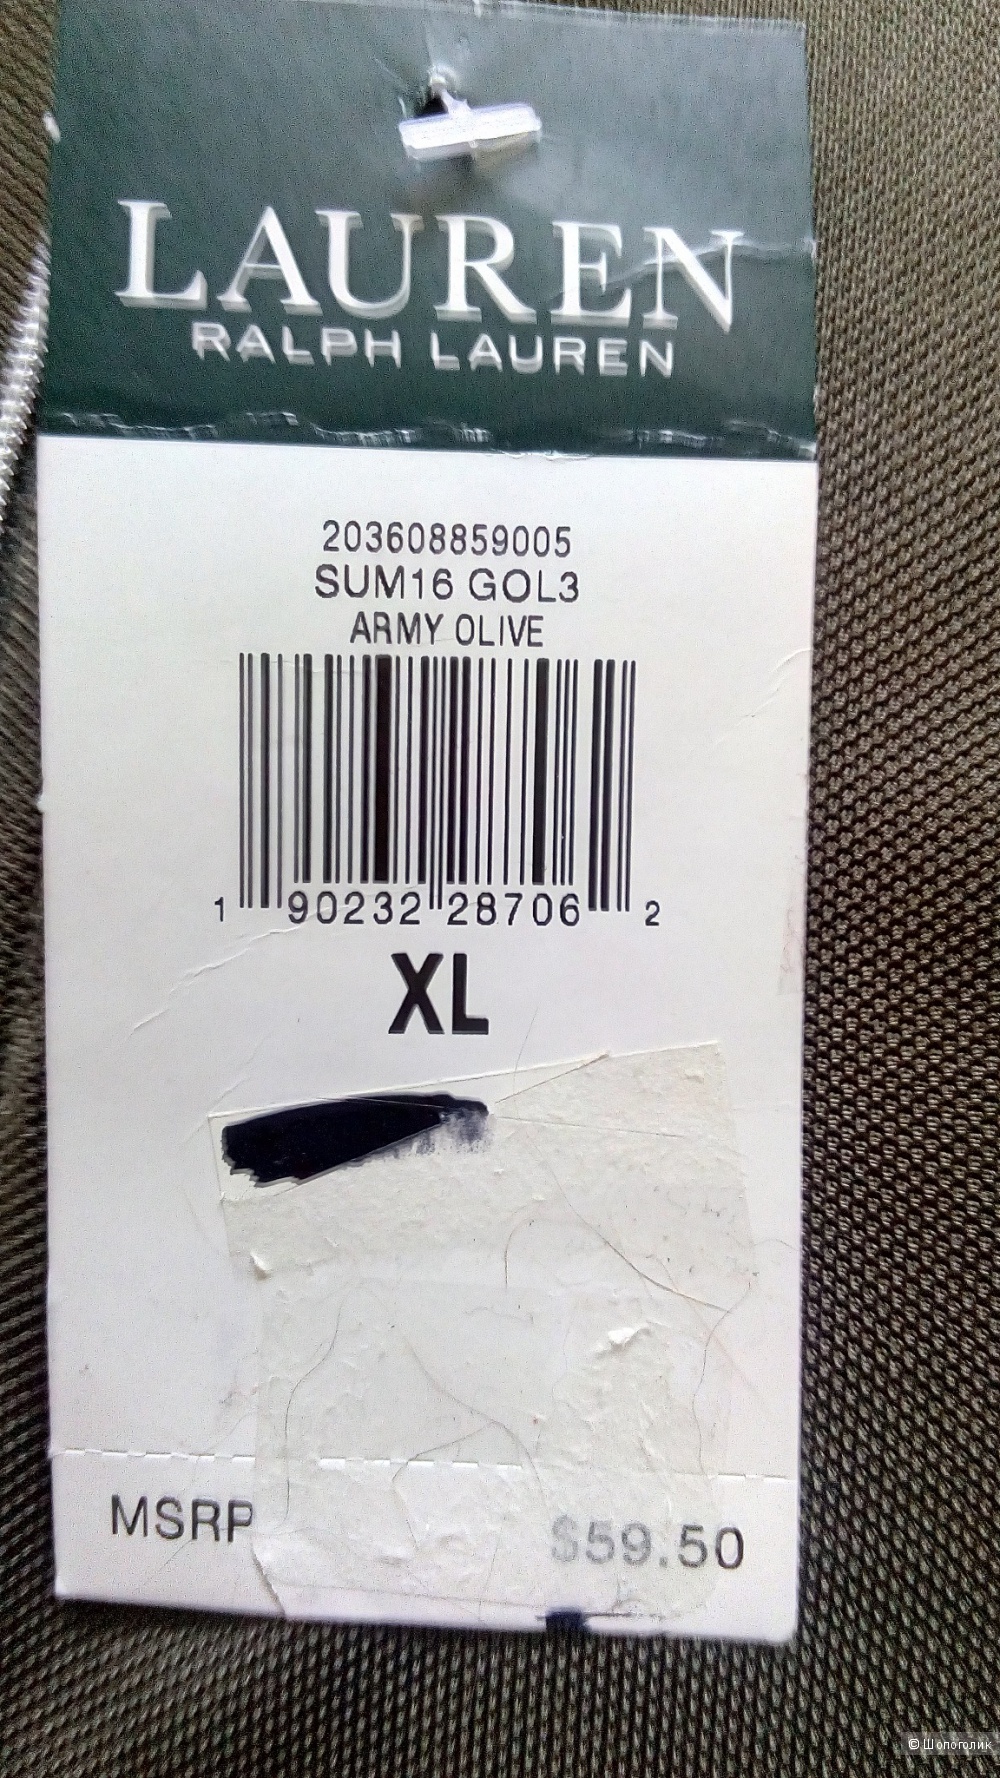 LAUREN
RALPH LAUREN
203608859005
SUM16 GOL3
ARMY OLIVE
1 90232 28706 2
XL
MSRP $59.50
© Шопоголик